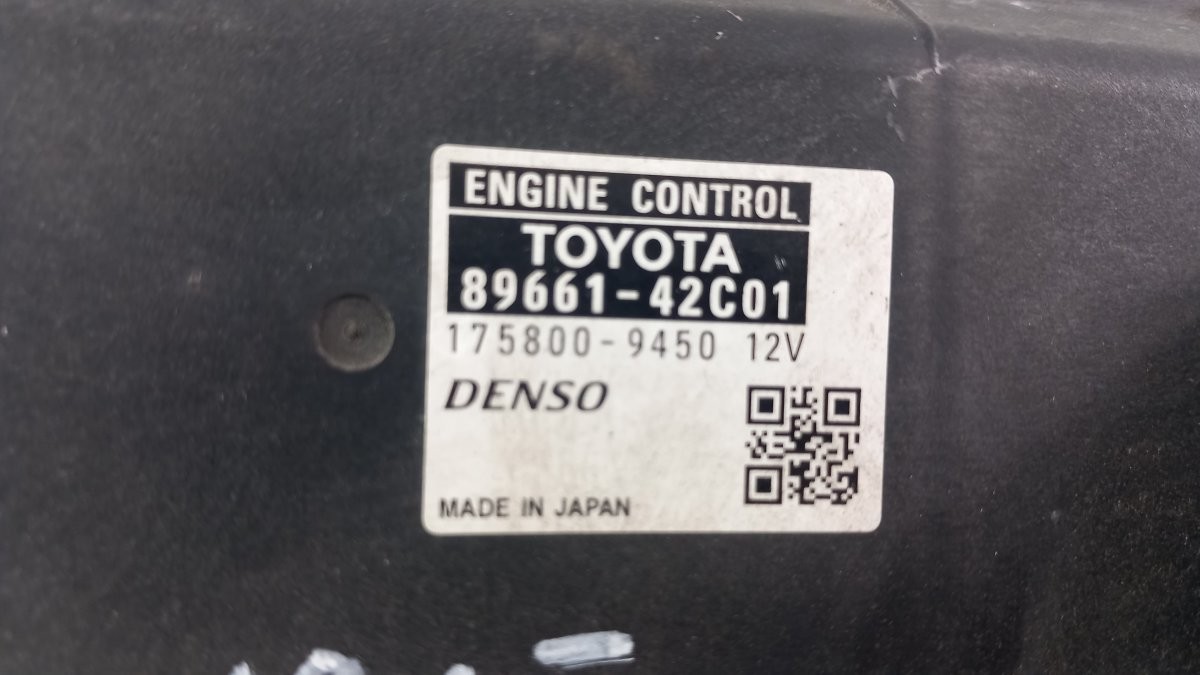 ENGINE CONTROL
TOYOTA
89661-42C01
175800-9450 12V
DENSO
MADE IN JAPAN